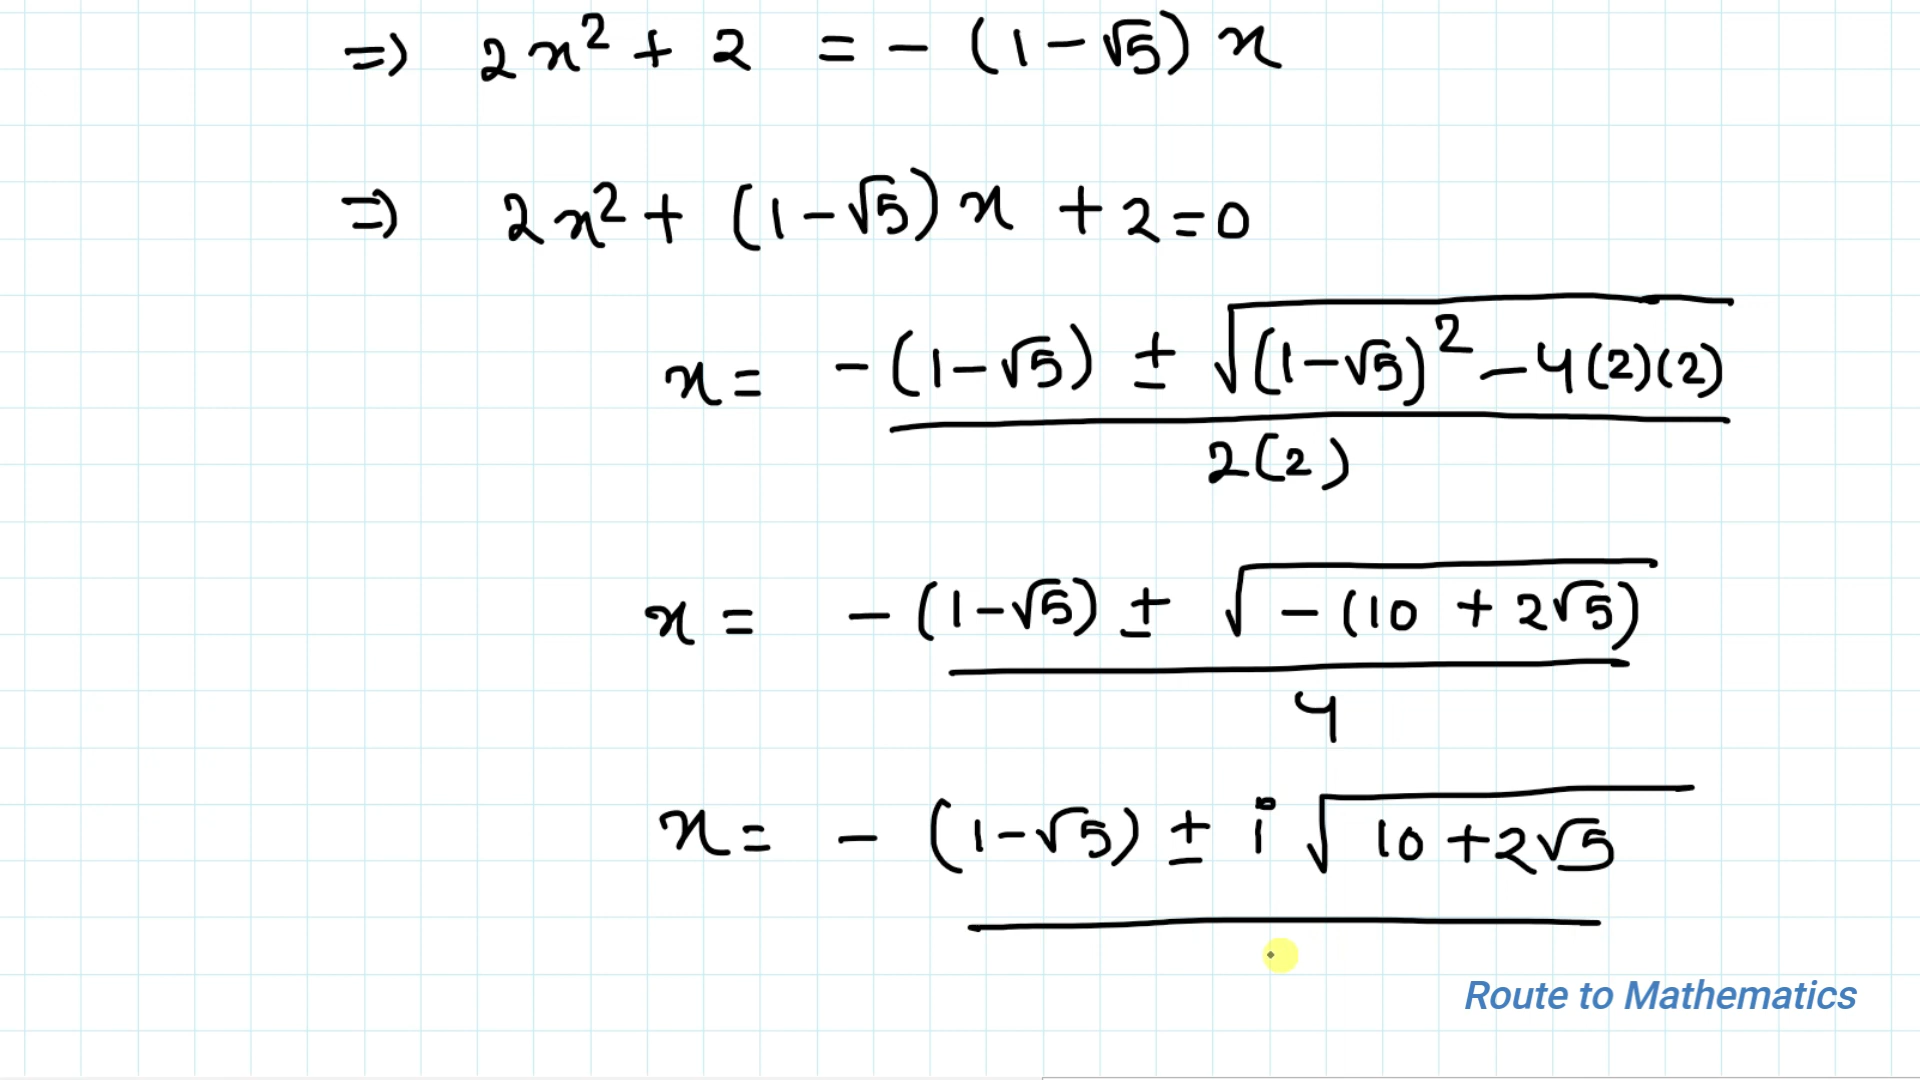 ⇒ 2x² + 2 = - (1-√5) x
⇒ 2x² + (1-√5) x + 2 = 0
x = -(1-√5) ± √((1-√5)² - 4(2)(2))
2(2)
x = -(1-√5) ± √(-(10 + 2√5))
4
x = - (1-√5) ± i √(10 + 2√5)
Route to Mathematics